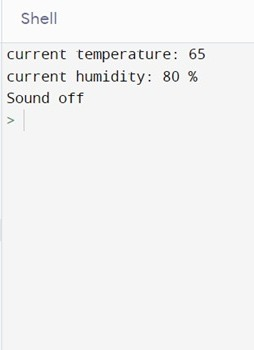 Shell
current temperature: 65
current humidity: 80 %
Sound off
>